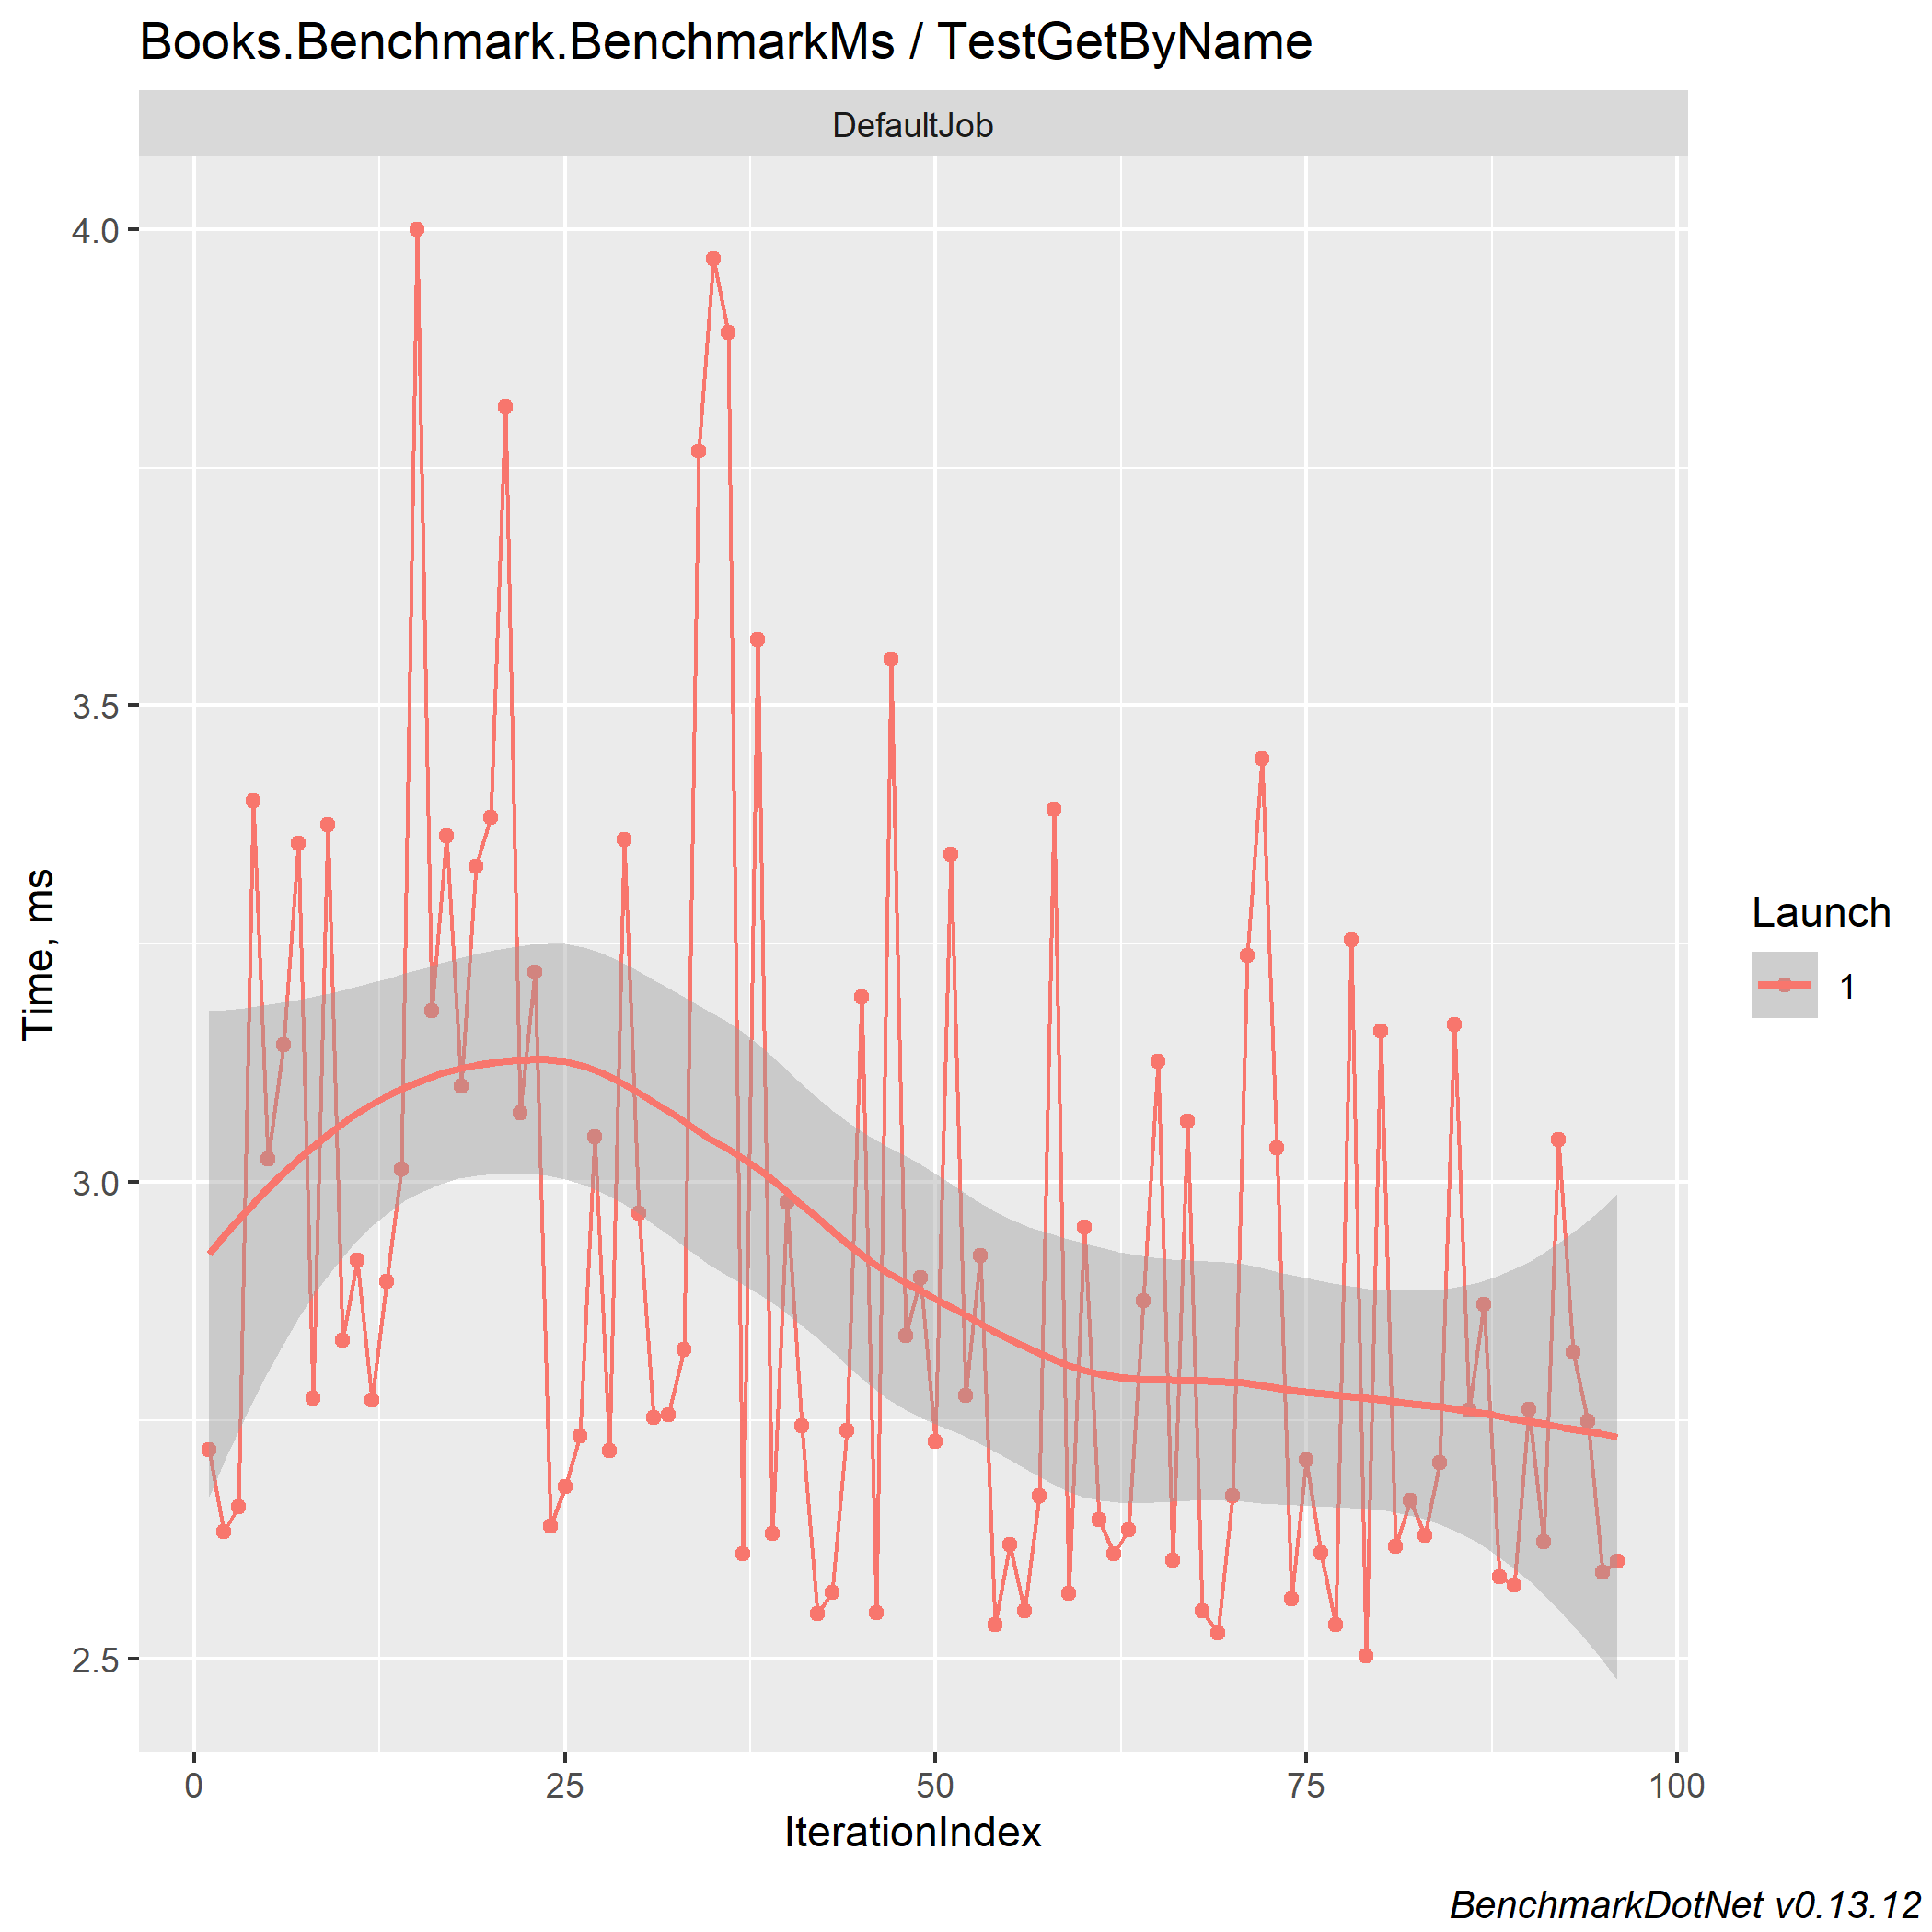 Books.Benchmark.BenchmarkMs / TestGetByName
DefaultJob
4.0
3.5
3.0
2.5
Time, ms
0 25 50 75 100
IterationIndex
Launch
1
BenchmarkDotNet v0.13.12